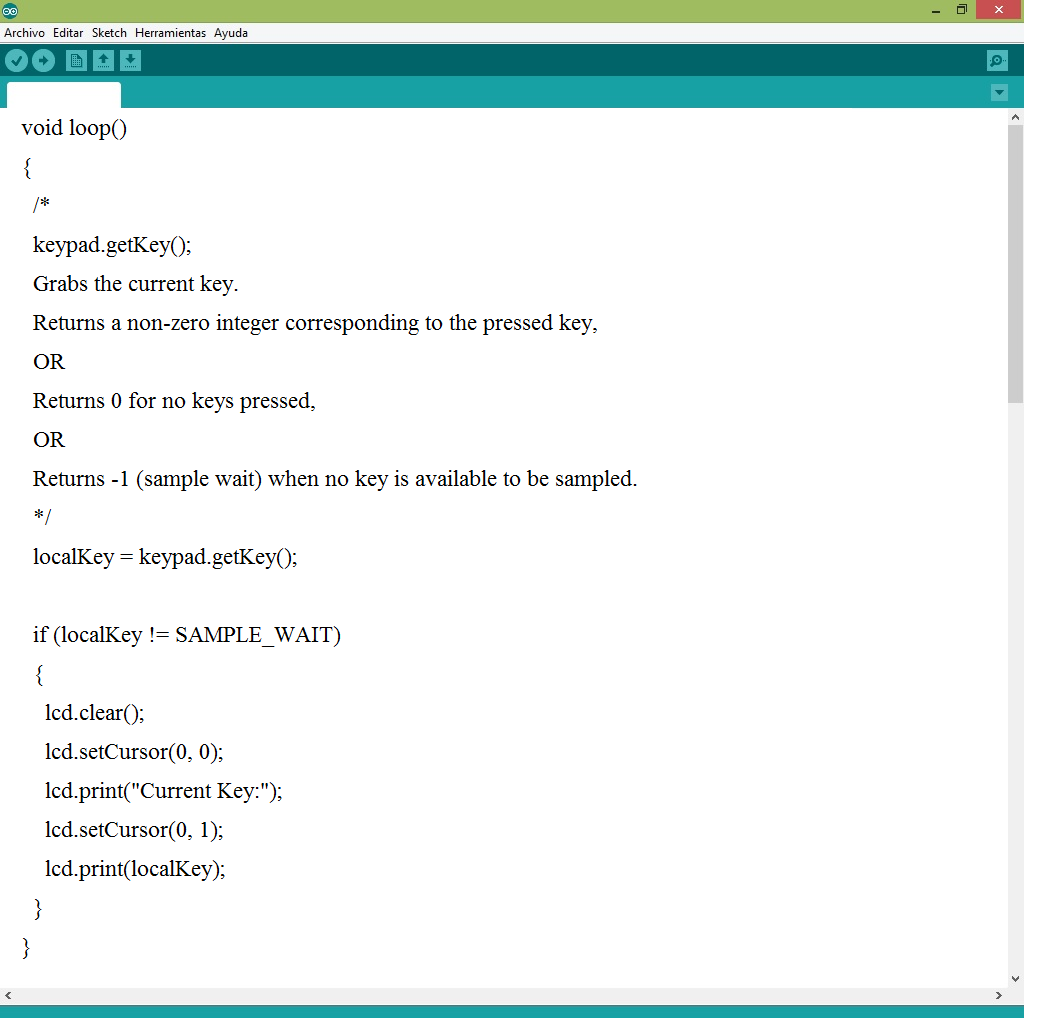 Archivo Editar Sketch Herramientas Ayuda
void loop()
{
/*
keypad.getKey();
Grabs the current key.
Returns a non-zero integer corresponding to the pressed key,
OR
Returns 0 for no keys pressed,
OR
Returns -1 (sample wait) when no key is available to be sampled.
*/
localKey = keypad.getKey();
if (localKey != SAMPLE_WAIT)
{
lcd.clear();
lcd.setCursor(0, 0);
lcd.print("Current Key:");
lcd.setCursor(0, 1);
lcd.print(localKey);
}
}